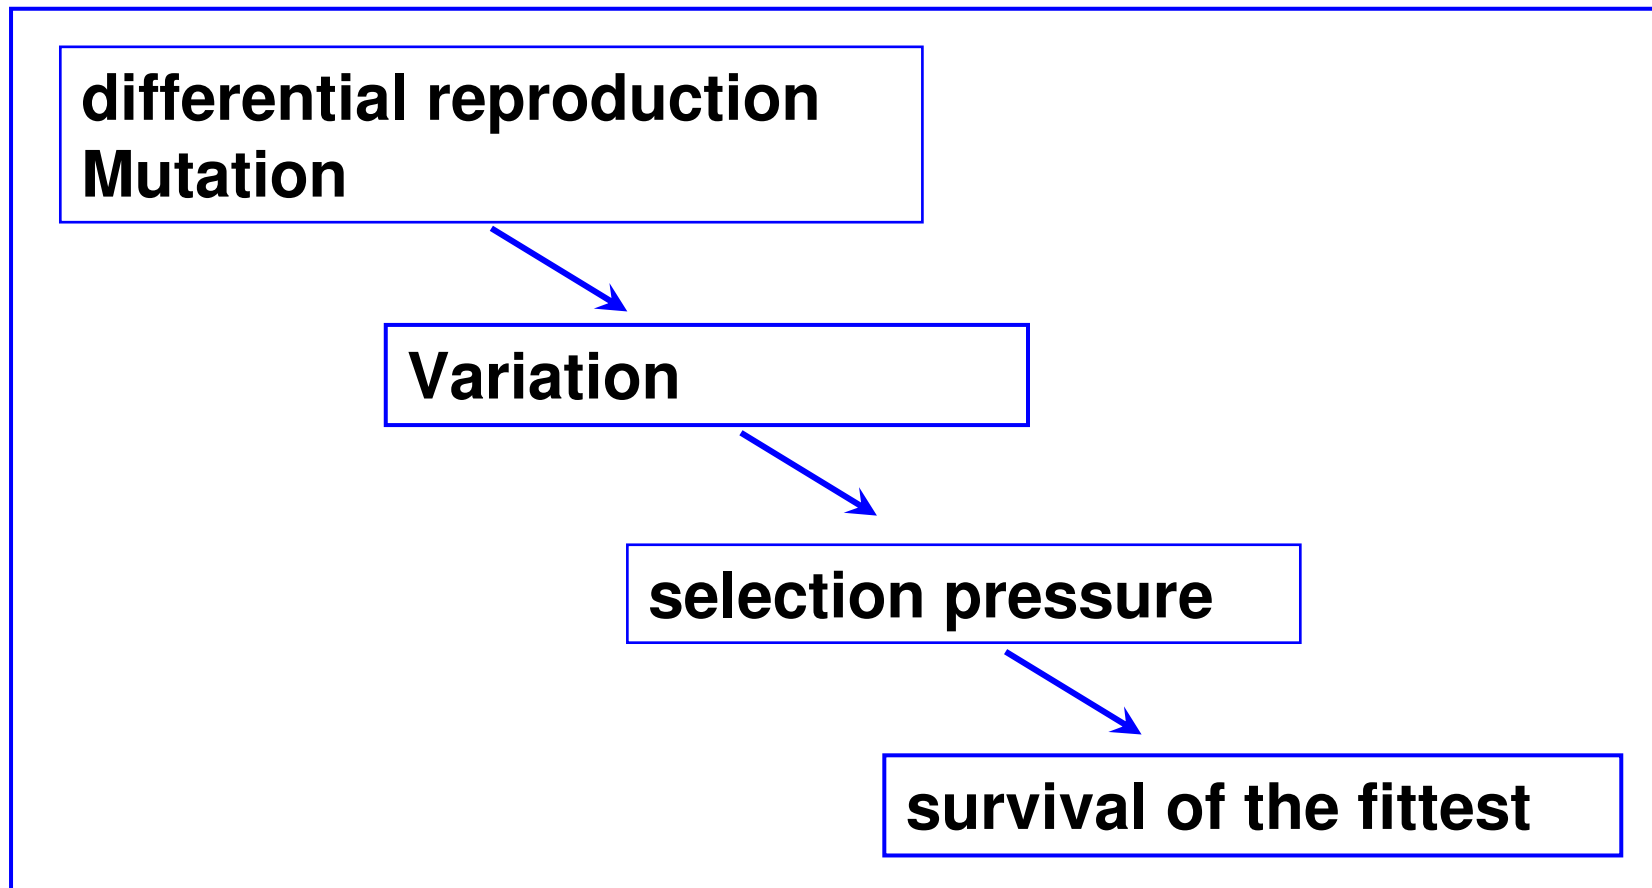 differential reproduction
Mutation
Variation
selection pressure
survival of the fittest